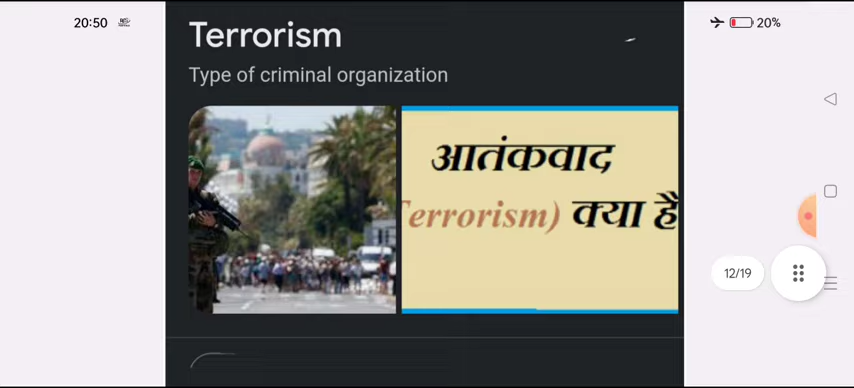 20:50
20%
Terrorism
Type of criminal organization
आतंकवाद
errorism) क्या है
12/19